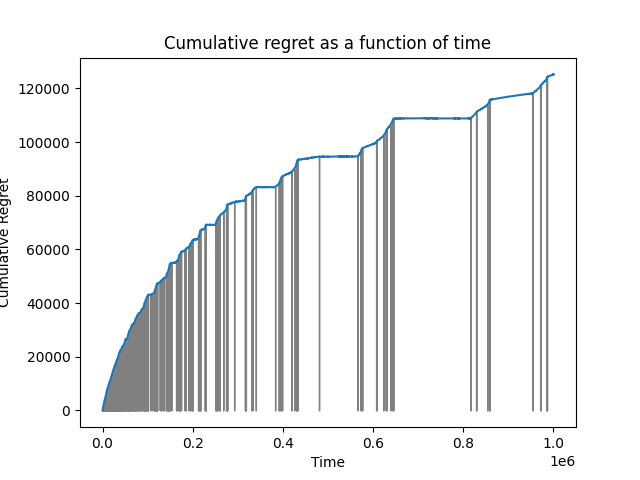 Cumulative regret as a function of time
Cumulative Regret
120000
100000
80000
60000
40000
20000
0
0.0 0.2 0.4 0.6 0.8 1.0
1e6
Time